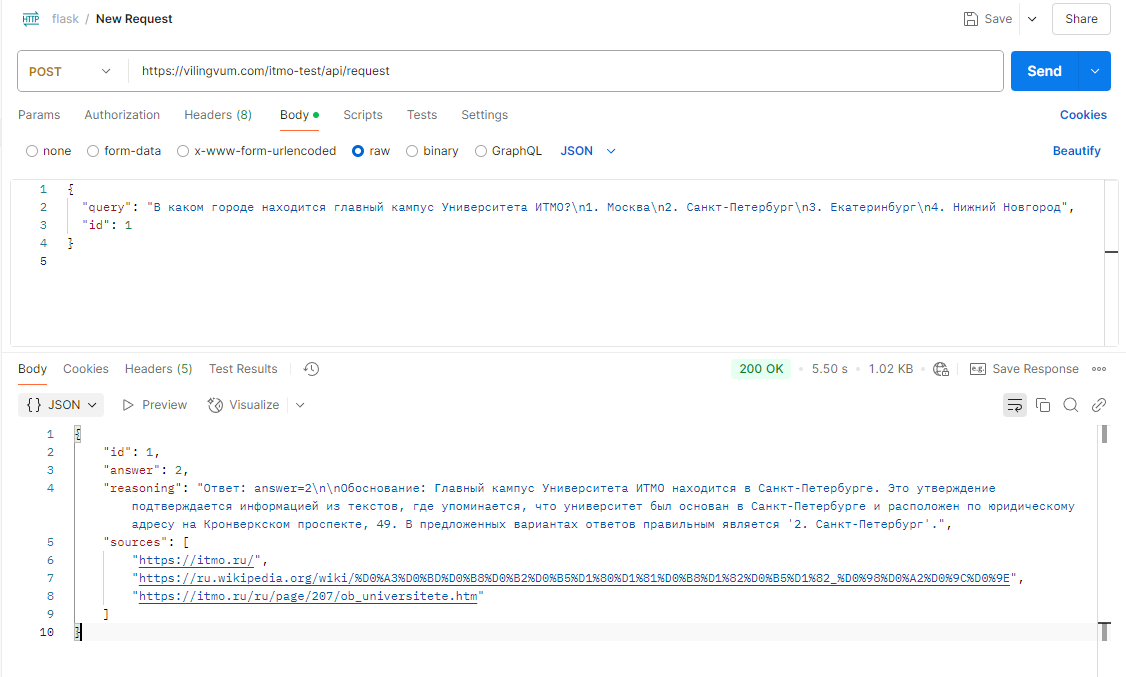 HTTP flask / New Request Save Share
POST https://vilingvum.com/itmo-test/api/request Send
Params Authorization Headers (8) Body Scripts Tests Settings Cookies
none form-data x-www-form-urlencoded raw binary GraphQL JSON Beautify
1 {
2 "query": "В каком городе находится главный кампус Университета ИТМО?\n1. Москва\n2. Санкт-Петербург\n3. Екатеринбург\n4. Нижний Новгород",
3 "id": 1
4 }
5
Body Cookies Headers (5) Test Results 200 OK • 5.50 s • 1.02 KB • e.g. Save Response
{} JSON Preview Visualize
1 {
2 "id": 1,
3 "answer": 2,
4 "reasoning": "Ответ: answer=2\n\nОбоснование: Главный кампус Университета ИТМО находится в Санкт-Петербурге. Это утверждение
подтверждается информацией из текстов, где упоминается, что университет был основан в Санкт-Петербурге и расположен по юридическому
адресу на Кронверкском проспекте, 49. В предложенных вариантах ответов правильным является '2. Санкт-Петербург'.",
5 "sources": [
6 "https://itmo.ru/",
7 "https://ru.wikipedia.org/wiki/%D0%A3%D0%BD%D0%B8%D0%B2%D0%B5%D1%80%D1%81%D0%B8%D1%82%D0%B5%D1%82_%D0%98%D0%A2%D0%9C%D0%9E",
8 "https://itmo.ru/ru/page/207/ob_universitete.htm"
9 ]
10 }